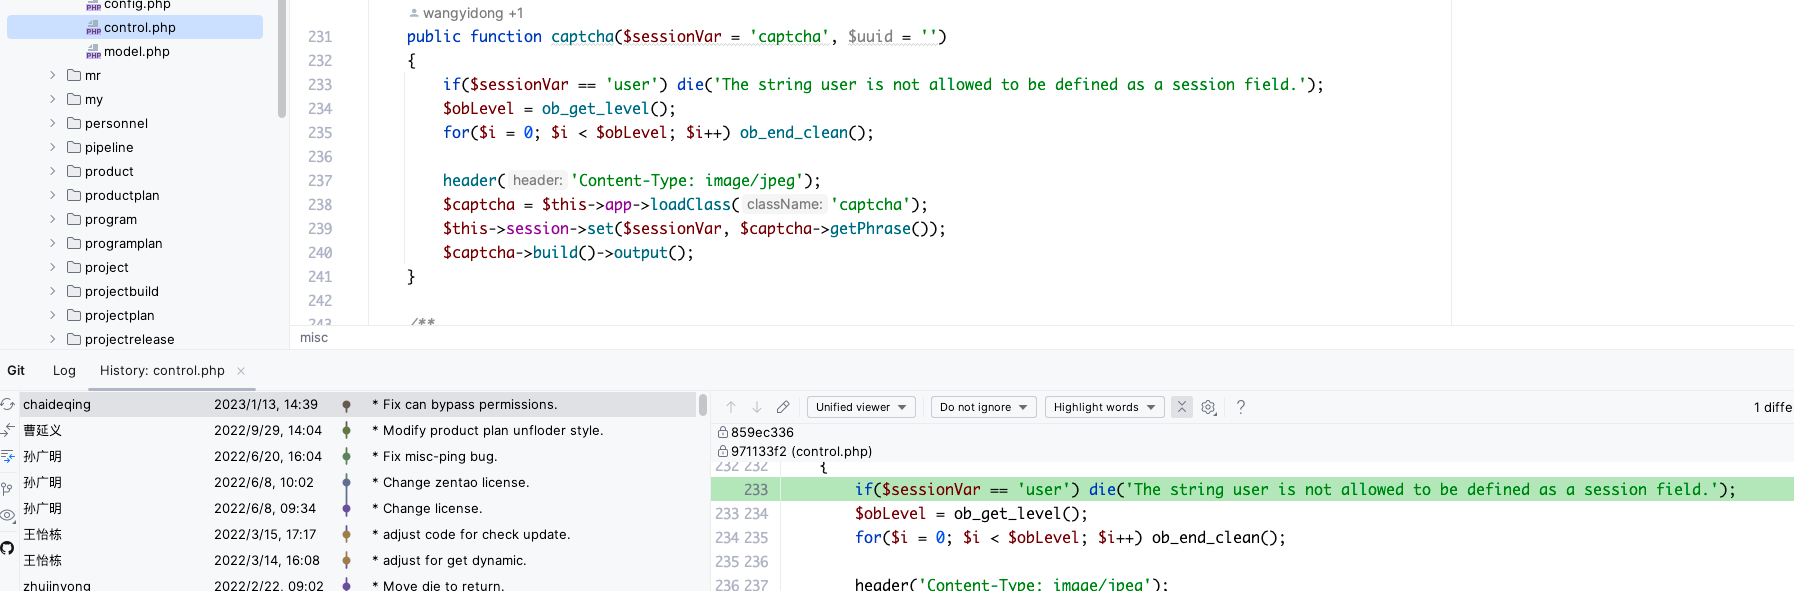 config.php
control.php
model.php
mr
my
personnel
pipeline
product
productplan
program
programplan
project
projectbuild
projectplan
projectrelease
wangyidong +1
231 public function captcha($sessionVar = 'captcha', $uuid = '')
232 {
233 if($sessionVar == 'user') die('The string user is not allowed to be defined as a session field.');
234 $obLevel = ob_get_level();
235 for($i = 0; $i < $obLevel; $i++) ob_end_clean();
236
237 header( header: 'Content-Type: image/jpeg');
238 $captcha = $this->app->loadClass( className: 'captcha');
239 $this->session->set($sessionVar, $captcha->getPhrase());
240 $captcha->build()->output();
241 }
242
243 /**
misc
Git Log History: control.php ×
chaideqing 2023/1/13, 14:39 * Fix can bypass permissions.
曹延义 2022/9/29, 14:04 * Modify product plan unfloder style.
孙广明 2022/6/20, 16:04 * Fix misc-ping bug.
孙广明 2022/6/8, 10:02 * Change zentao license.
孙广明 2022/6/8, 09:34 * Change license.
王怡栋 2022/3/15, 17:17 * adjust code for check update.
王怡栋 2022/3/14, 16:08 * adjust for get dynamic.
zhujinyong 2022/2/22, 09:02 * Move die to return.
Unified viewer Do not ignore Highlight words ? 1 diffe
859ec336
971133f2 (control.php)
232 232 {
233 if($sessionVar == 'user') die('The string user is not allowed to be defined as a session field.');
233 234 $obLevel = ob_get_level();
234 235 for($i = 0; $i < $obLevel; $i++) ob_end_clean();
235 236
236 237 header('Content-Type: image/jpeg');